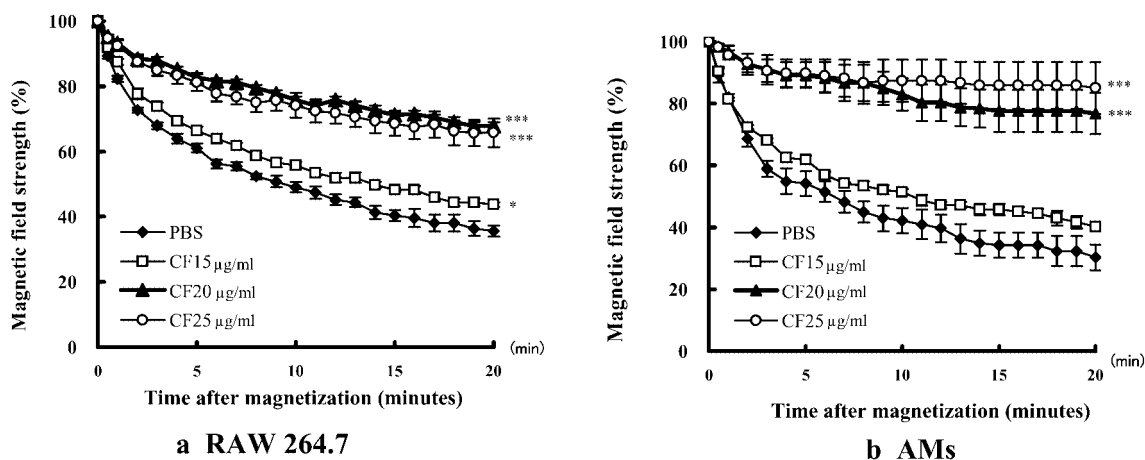 Magnetic field strength (%)
100
80
60
40
20
0
***
***
*
PBS
CF15 µg/ml
CF20 µg/ml
CF25 µg/ml
0
5
10
15
20
(min)
Time after magnetization (minutes)
a RAW 264.7
Magnetic field strength (%)
100
80
60
40
20
0
***
***
PBS
CF15 µg/ml
CF20 µg/ml
CF25 µg/ml
0
5
10
15
20
(min)
Time after magnetization (minutes)
b AMs